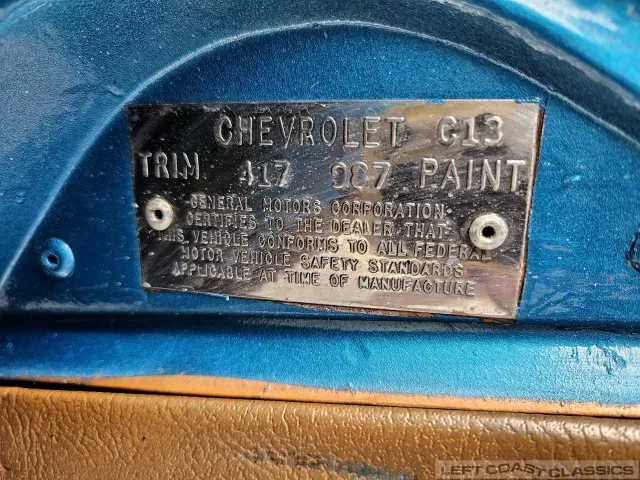 CHEVROLET G13
TRIM 417 987 PAINT
GENERAL MOTORS CORPORATION
CERTIFIES TO THE DEALER THAT
THIS VEHICLE CONFORMS TO ALL FEDERAL
MOTOR VEHICLE SAFETY STANDARDS
APPLICABLE AT TIME OF MANUFACTURE
LEFT COAST CLASSICS